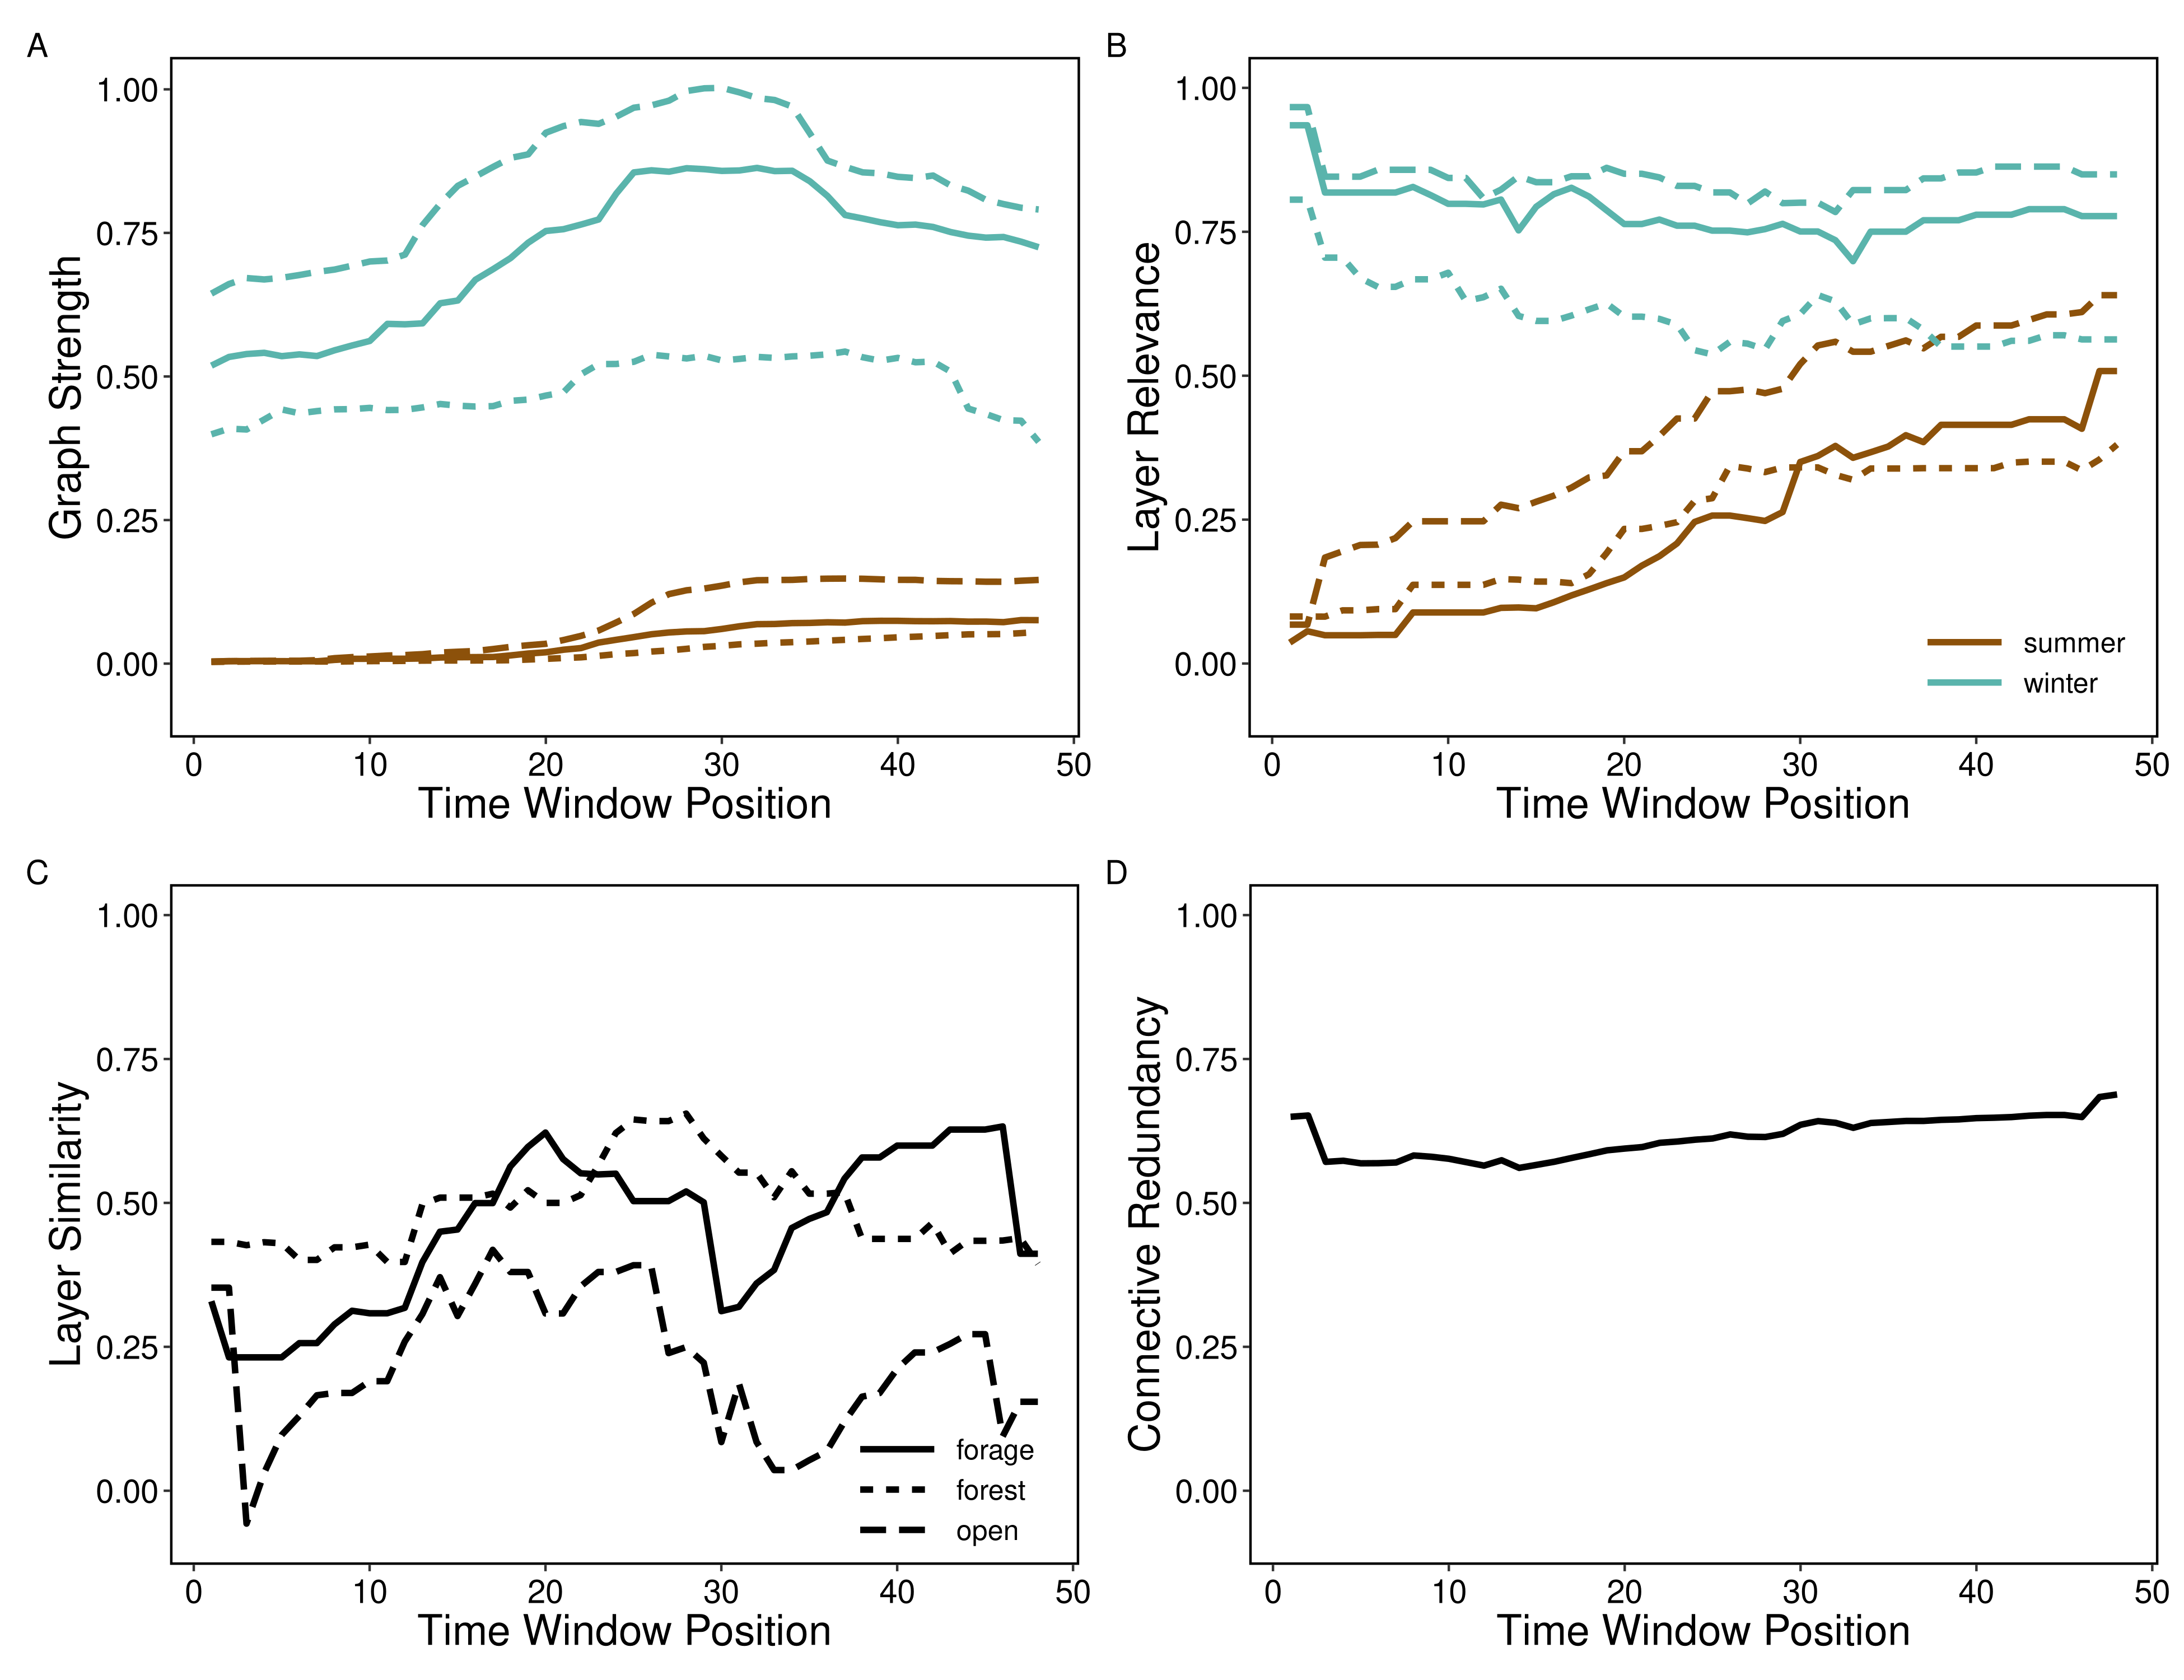 A
Graph Strength
1.00
0.75
0.50
0.25
0.00
0 10 20 30 40 50
Time Window Position
B
Layer Relevance
1.00
0.75
0.50
0.25
0.00
summer
winter
0 10 20 30 40 50
Time Window Position
C
Layer Similarity
1.00
0.75
0.50
0.25
0.00
forage
forest
open
0 10 20 30 40 50
Time Window Position
D
Connective Redundancy
1.00
0.75
0.50
0.25
0.00
0 10 20 30 40 50
Time Window Position